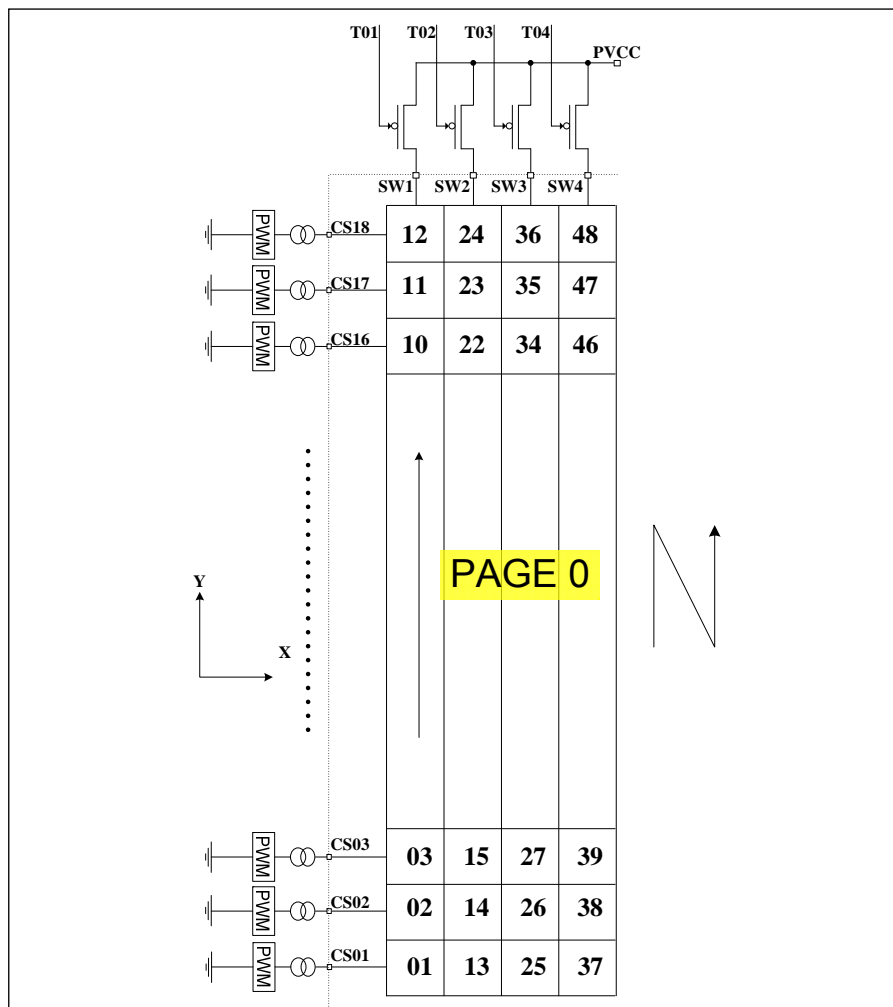 T01 T02 T03 T04
PVCC
SW1 SW2 SW3 SW4
PWM CS18 12 24 36 48
PWM CS17 11 23 35 47
PWM CS16 10 22 34 46
PAGE 0
Y
X
PWM CS03 03 15 27 39
PWM CS02 02 14 26 38
PWM CS01 01 13 25 37